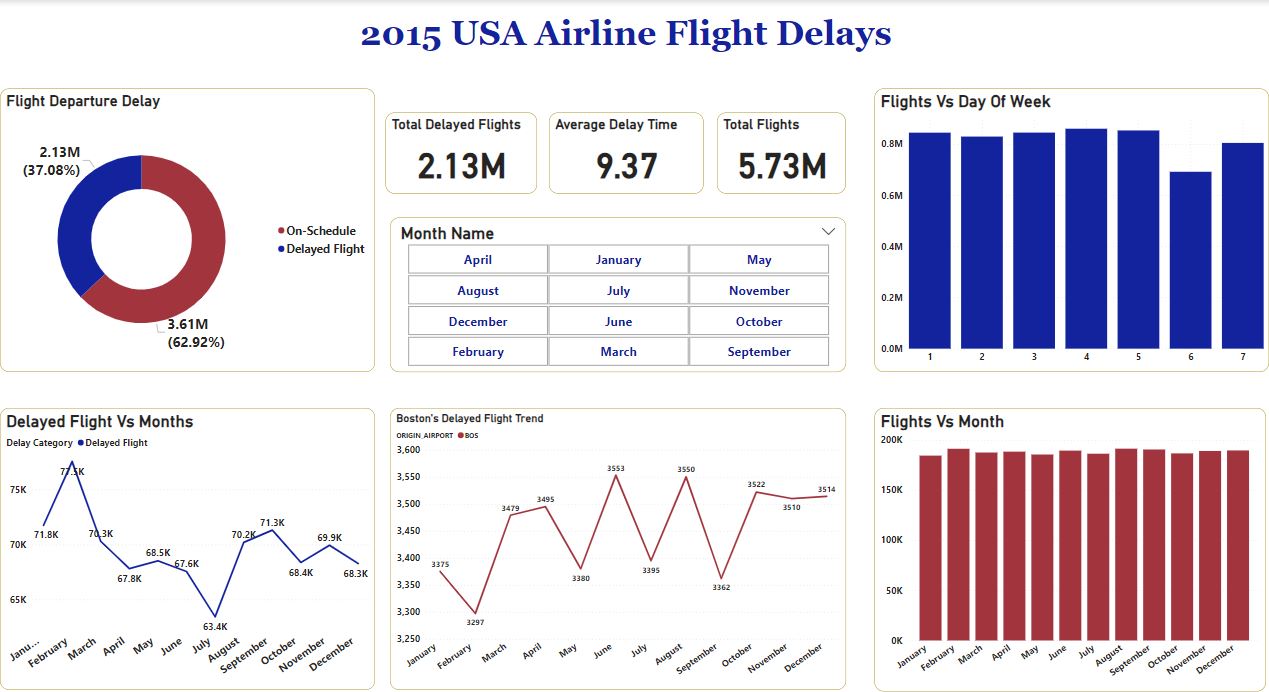 2015 USA Airline Flight Delays
Flight Departure Delay
2.13M
(37.08%)
On-Schedule
Delayed Flight
3.61M
(62.92%)
Total Delayed Flights
2.13M
Average Delay Time
9.37
Total Flights
5.73M
Month Name
April January May
August July November
December June October
February March September
Flights Vs Day Of Week
0.8M
0.6M
0.4M
0.2M
0.0M
1 2 3 4 5 6 7
Delayed Flight Vs Months
Delay Category Delayed Flight
75K
70K
65K
71.8K
77.5K
70.3K
67.8K
68.5K
67.6K
63.4K
70.2K
71.3K
68.4K
69.9K
68.3K
Janu... February March April May June July August September October November December
Boston's Delayed Flight Trend
ORIGIN_AIRPORT BOS
3,600
3,550
3,500
3,450
3,400
3,350
3,300
3,250
3375
3297
3479
3495
3380
3553
3395
3550
3362
3522
3510
3514
January February March April May June July August September October November December
Flights Vs Month
200K
150K
100K
50K
0K
January February March April May June July August September October November December